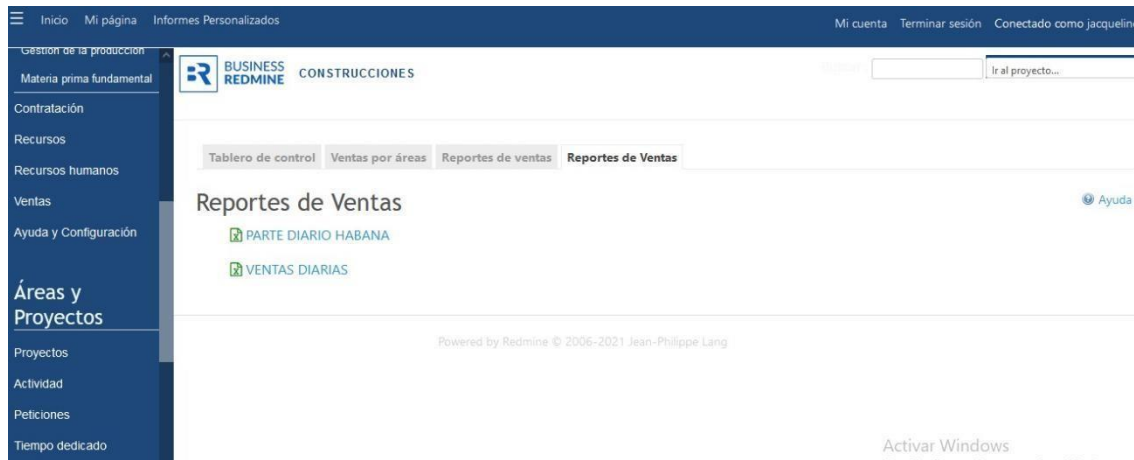 Inicio Mi página Informes Personalizados
Mi cuenta Terminar sesión Conectado como jacqueline
Gestión de la producción
Materia prima fundamental
Contratación
Recursos
Recursos humanos
Ventas
Ayuda y Configuración
Áreas y
Proyectos
Proyectos
Actividad
Peticiones
Tiempo dedicado
BUSINESS
REDMINE
CONSTRUCCIONES
Ir al proyecto...
Tablero de control Ventas por áreas Reportes de ventas Reportes de Ventas
Reportes de Ventas
Ayuda
PARTE DIARIO HABANA
VENTAS DIARIAS
Powered by Redmine © 2006-2021 Jean-Philippe Lang
Activar Windows